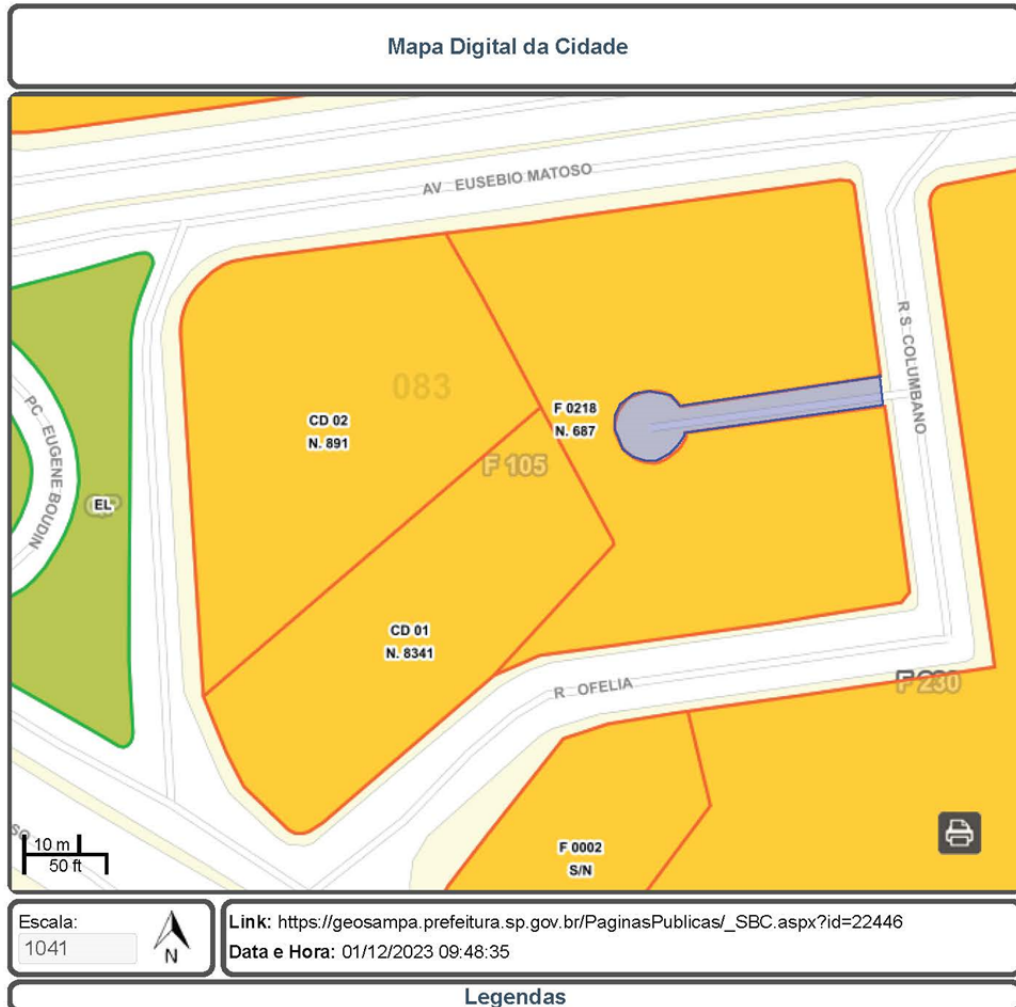 Mapa Digital da Cidade
AV EUSEBIO MATOSO
R S COLUMBANO
083
CD 02
N. 891
F 0218
N. 687
F 105
PC EUGENE BOUDIN
EL
CD 01
N. 8341
R OFELIA
F 230
SO
10 m
50 ft
F 0002
S/N
Escala:
1041
N
Link: https://geosampa.prefeitura.sp.gov.br/PaginasPublicas/_SBC.aspx?id=22446
Data e Hora: 01/12/2023 09:48:35
Legendas